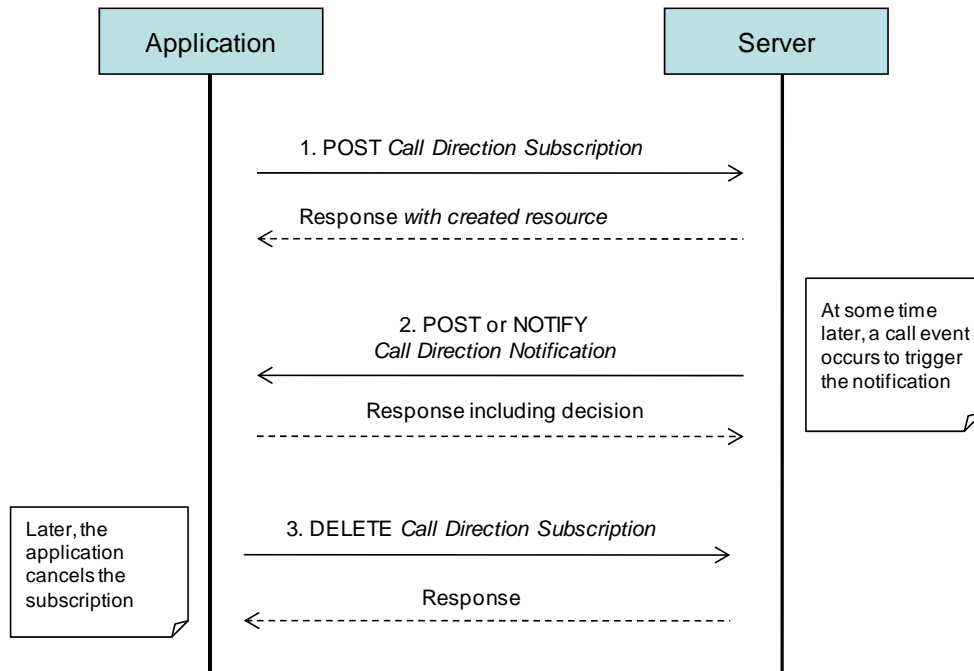 Application
Server
1. POST Call Direction Subscription
Response with created resource
At some time
later, a call event
occurs to trigger
the notification
2. POST or NOTIFY
Call Direction Notification
Response including decision
Later, the
application
cancels the
subscription
3. DELETE Call Direction Subscription
Response